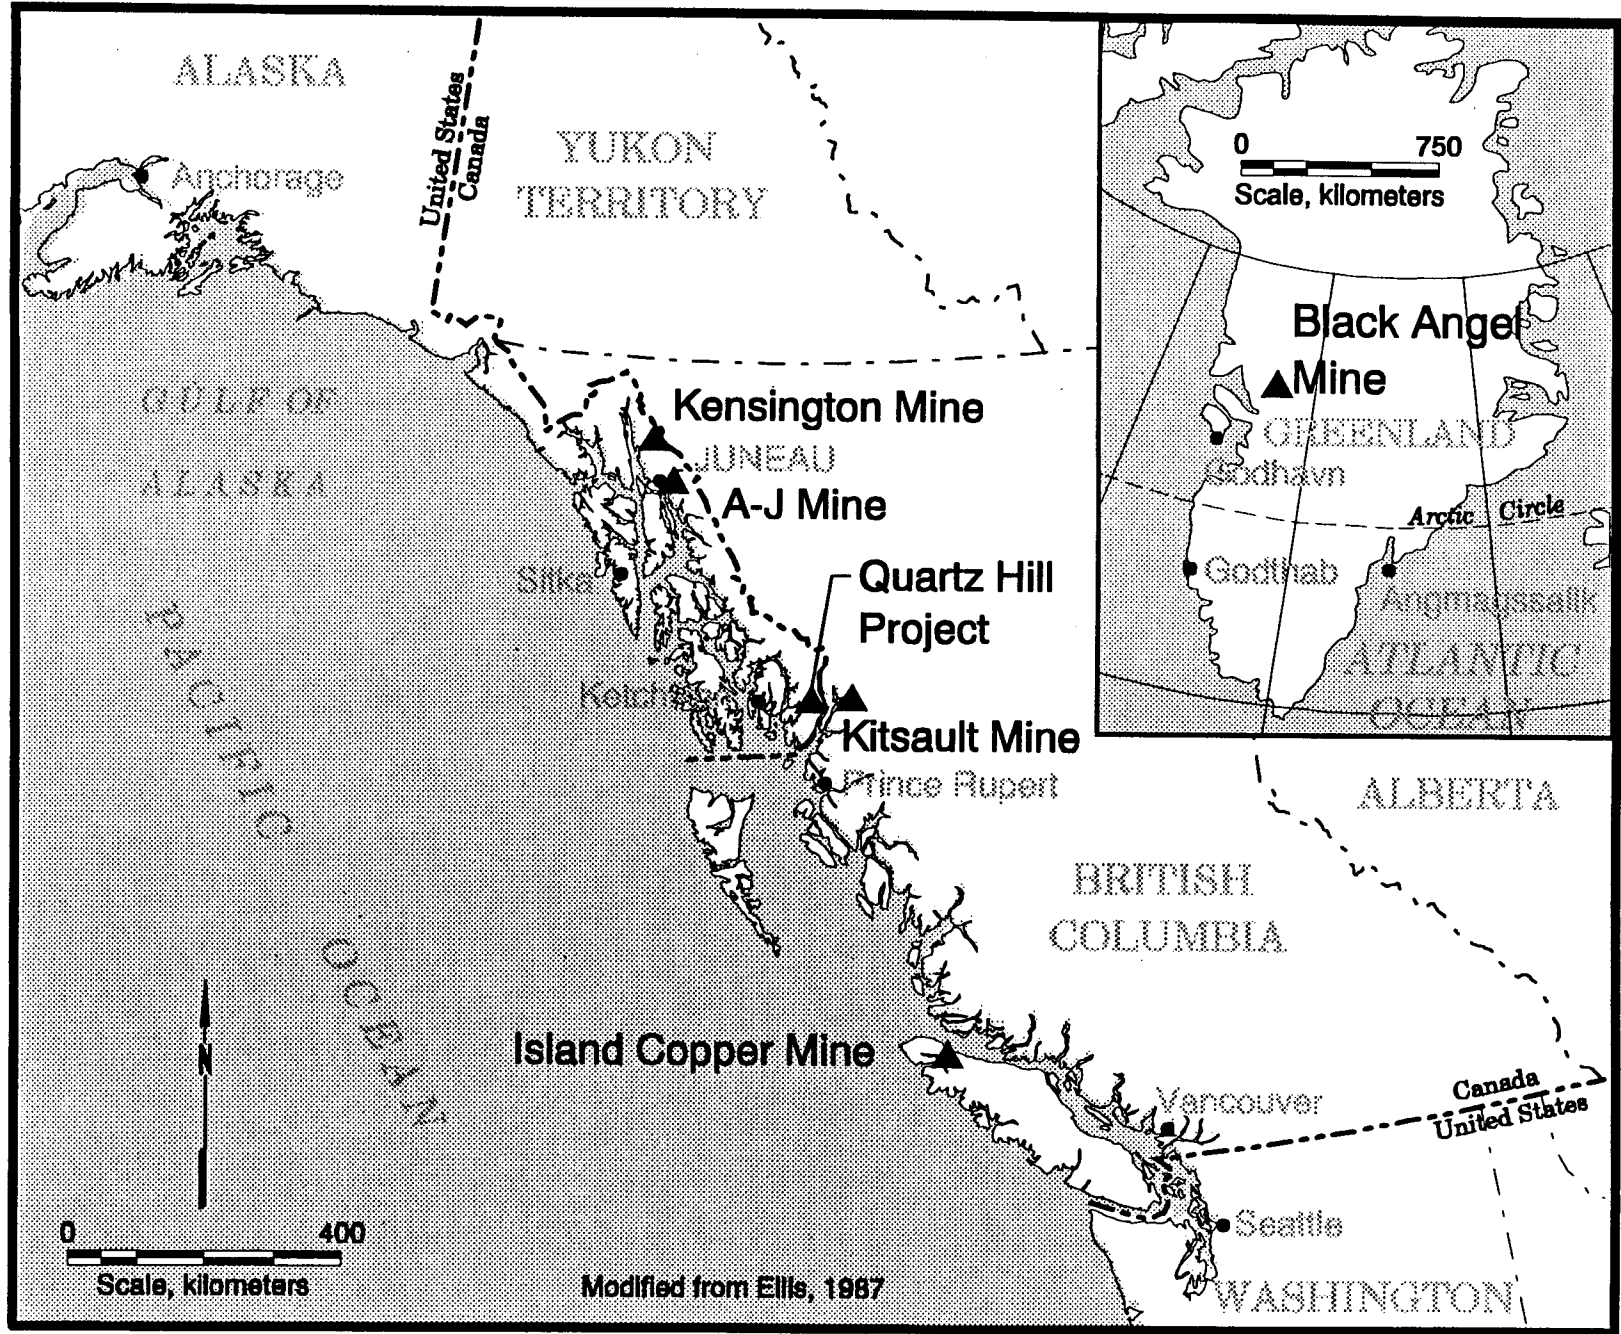 ALASKA
Anchorage
United States
Canada
YUKON
TERRITORY
GULF OF
ALASKA
PACIFIC
OCEAN
Kensington Mine
JUNEAU
A-J Mine
Sitka
Quartz Hill
Project
Kitsault Mine
Prince Rupert
BRITISH
COLUMBIA
ALBERTA
Island Copper Mine
Vancouver
Canada
United States
Seattle
WASHINGTON
N
0 400
Scale, kilometers
Modified from Ellis, 1987
0 750
Scale, kilometers
Black Angel
Mine
GREENLAND
Godhavn
Arctic Circle
Godthab
Angmagssalik
ATLANTIC
OCEAN